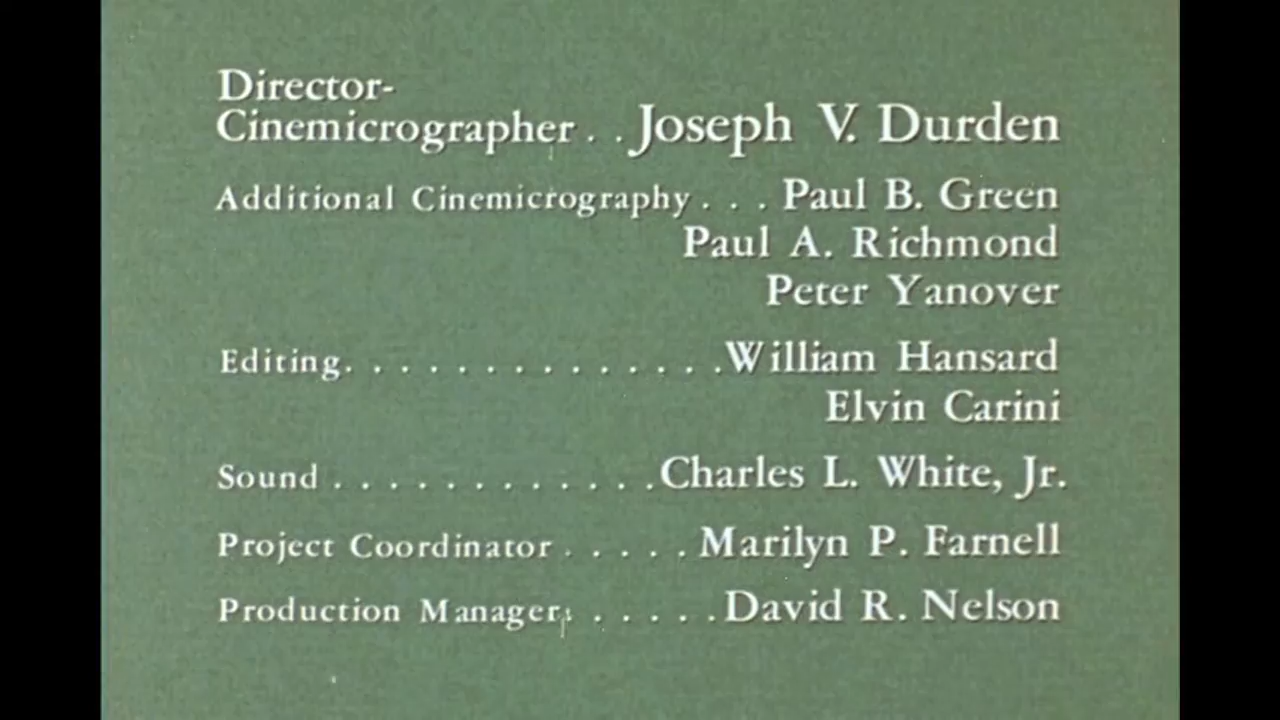 Director-
Cinemicrographer . . Joseph V. Durden
Additional Cinemicrography . . . Paul B. Green
Paul A. Richmond
Peter Yanover
Editing. . . . . . . . . . . . . . William Hansard
Elvin Carini
Sound . . . . . . . . . . . . Charles L. White, Jr.
Project Coordinator . . . . . Marilyn P. Farnell
Production Manager. . . . . . David R. Nelson